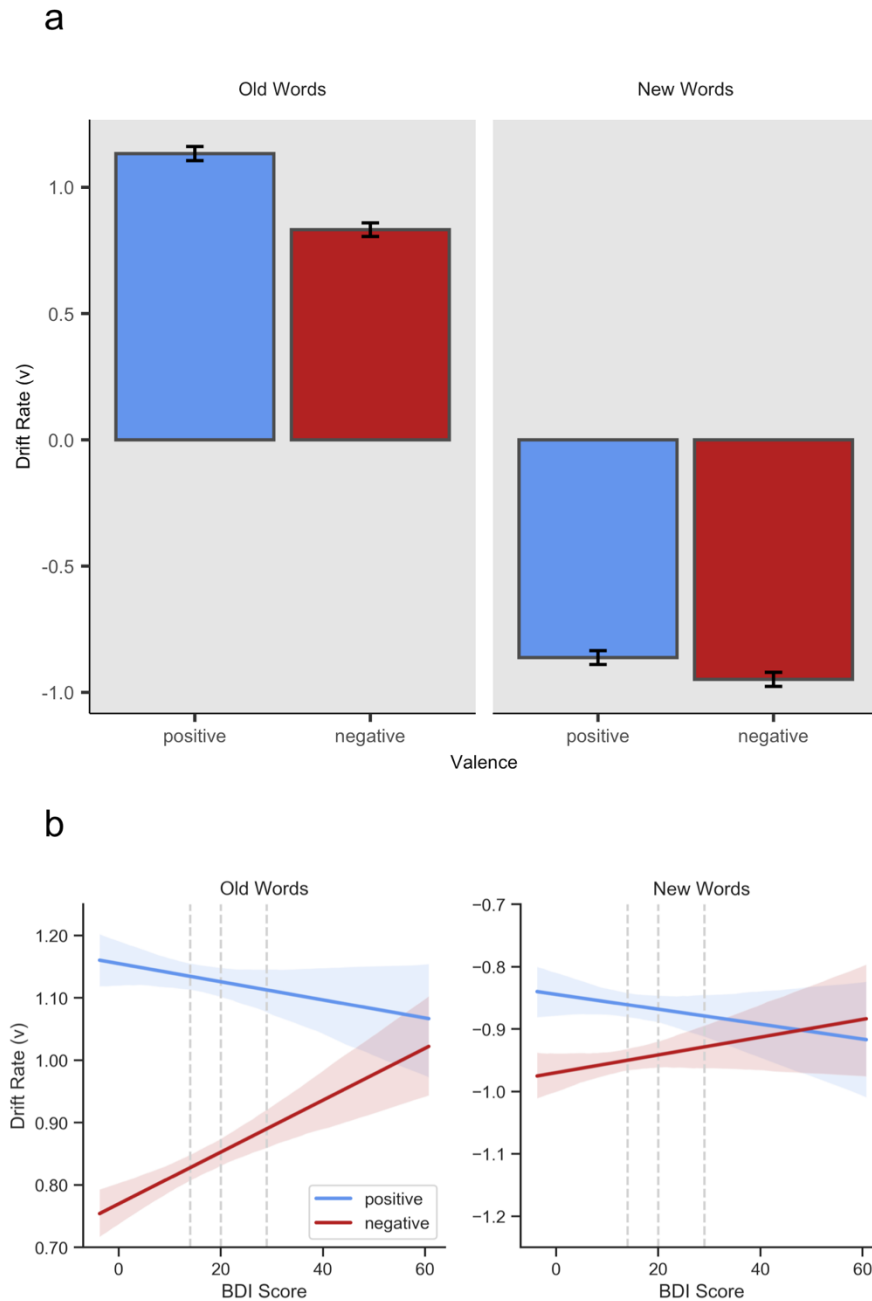 a
Old Words
New Words
Drift Rate (v)
1.0
0.5
0.0
-0.5
-1.0
positive
negative
positive
negative
Valence
b
Old Words
New Words
Drift Rate (v)
1.20
1.10
1.00
0.90
0.80
0.70
positive
negative
0
20
40
60
BDI Score
−0.7
−0.8
−0.9
−1.0
−1.1
−1.2
0
20
40
60
BDI Score